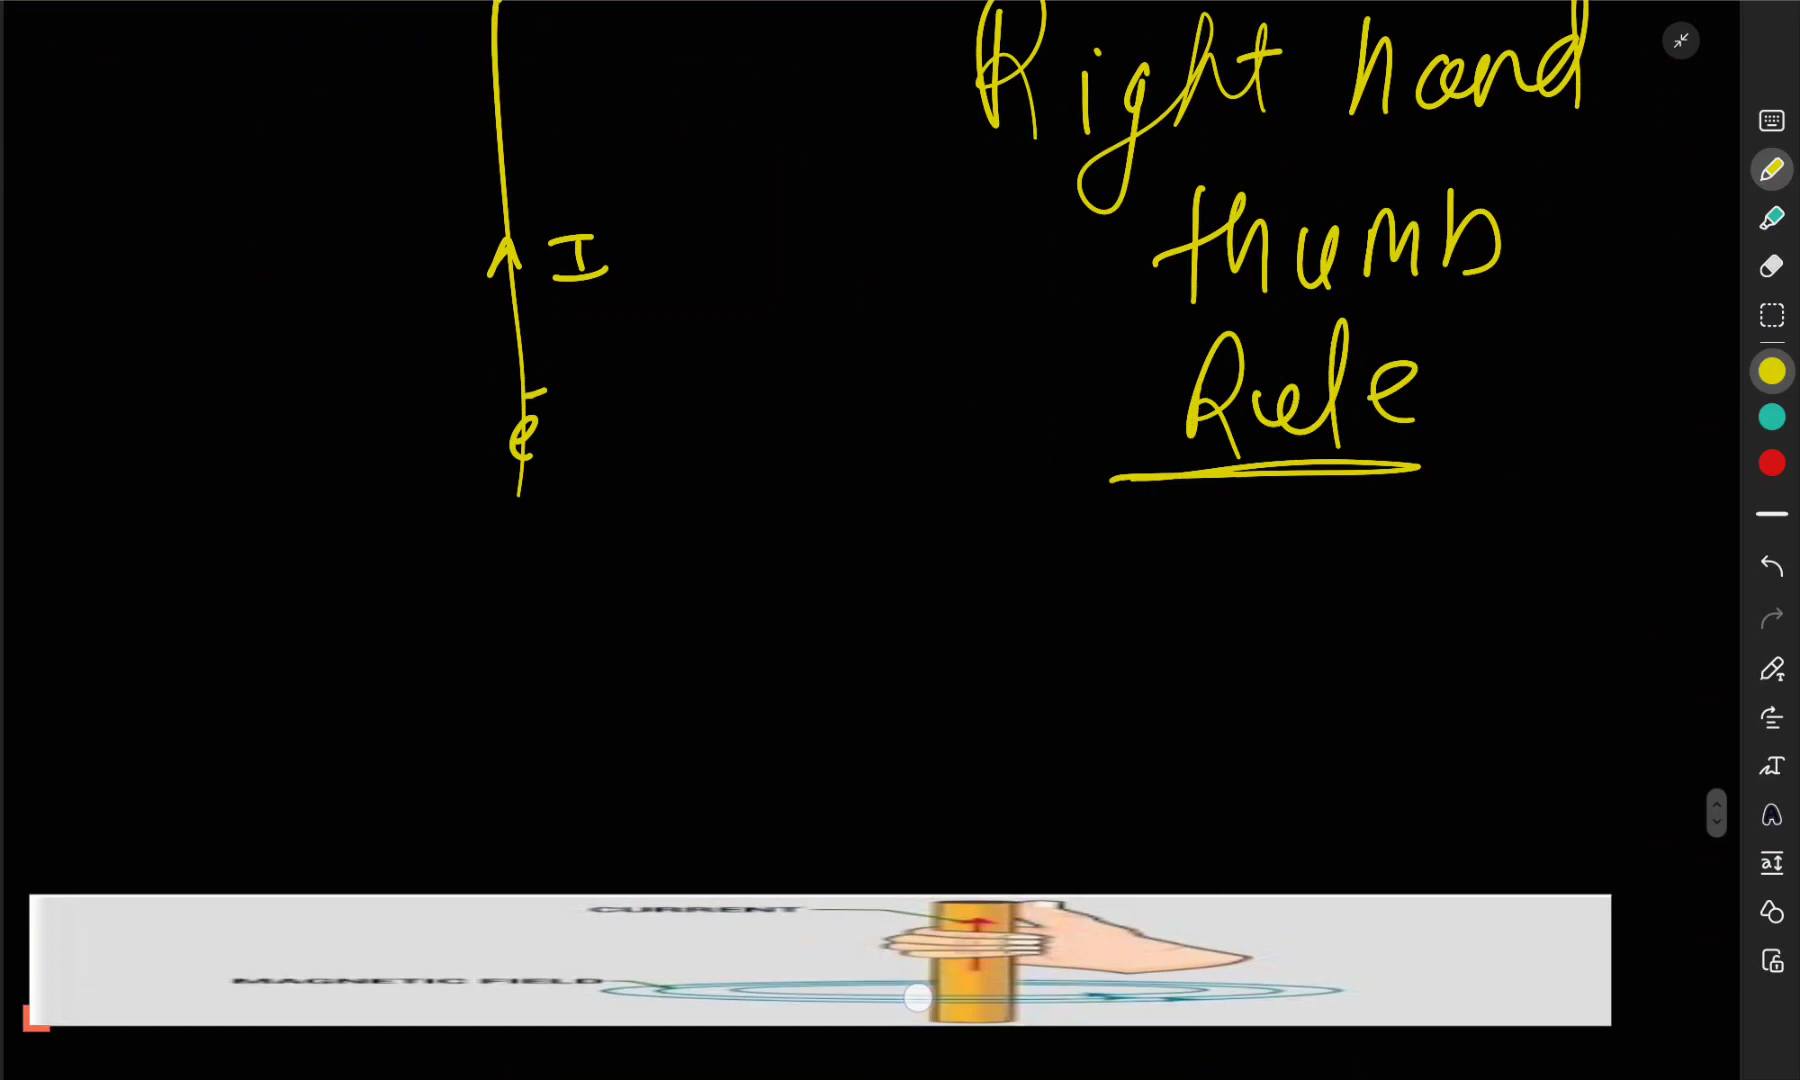 Right hand
thumb
Rule
I
e
CURRENT
MAGNETIC FIELD